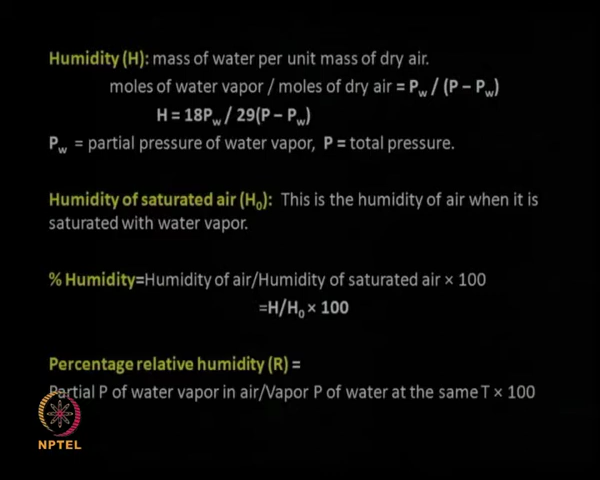 Humidity (H): mass of water per unit mass of dry air.
moles of water vapor / moles of dry air = Pw / (P – Pw)
H = 18Pw / 29(P – Pw)
Pw = partial pressure of water vapor, P = total pressure.
Humidity of saturated air (H0): This is the humidity of air when it is
saturated with water vapor.
% Humidity=Humidity of air/Humidity of saturated air × 100
=H/H0 × 100
Percentage relative humidity (R) =
Partial P of water vapor in air/Vapor P of water at the same T × 100
NPTEL